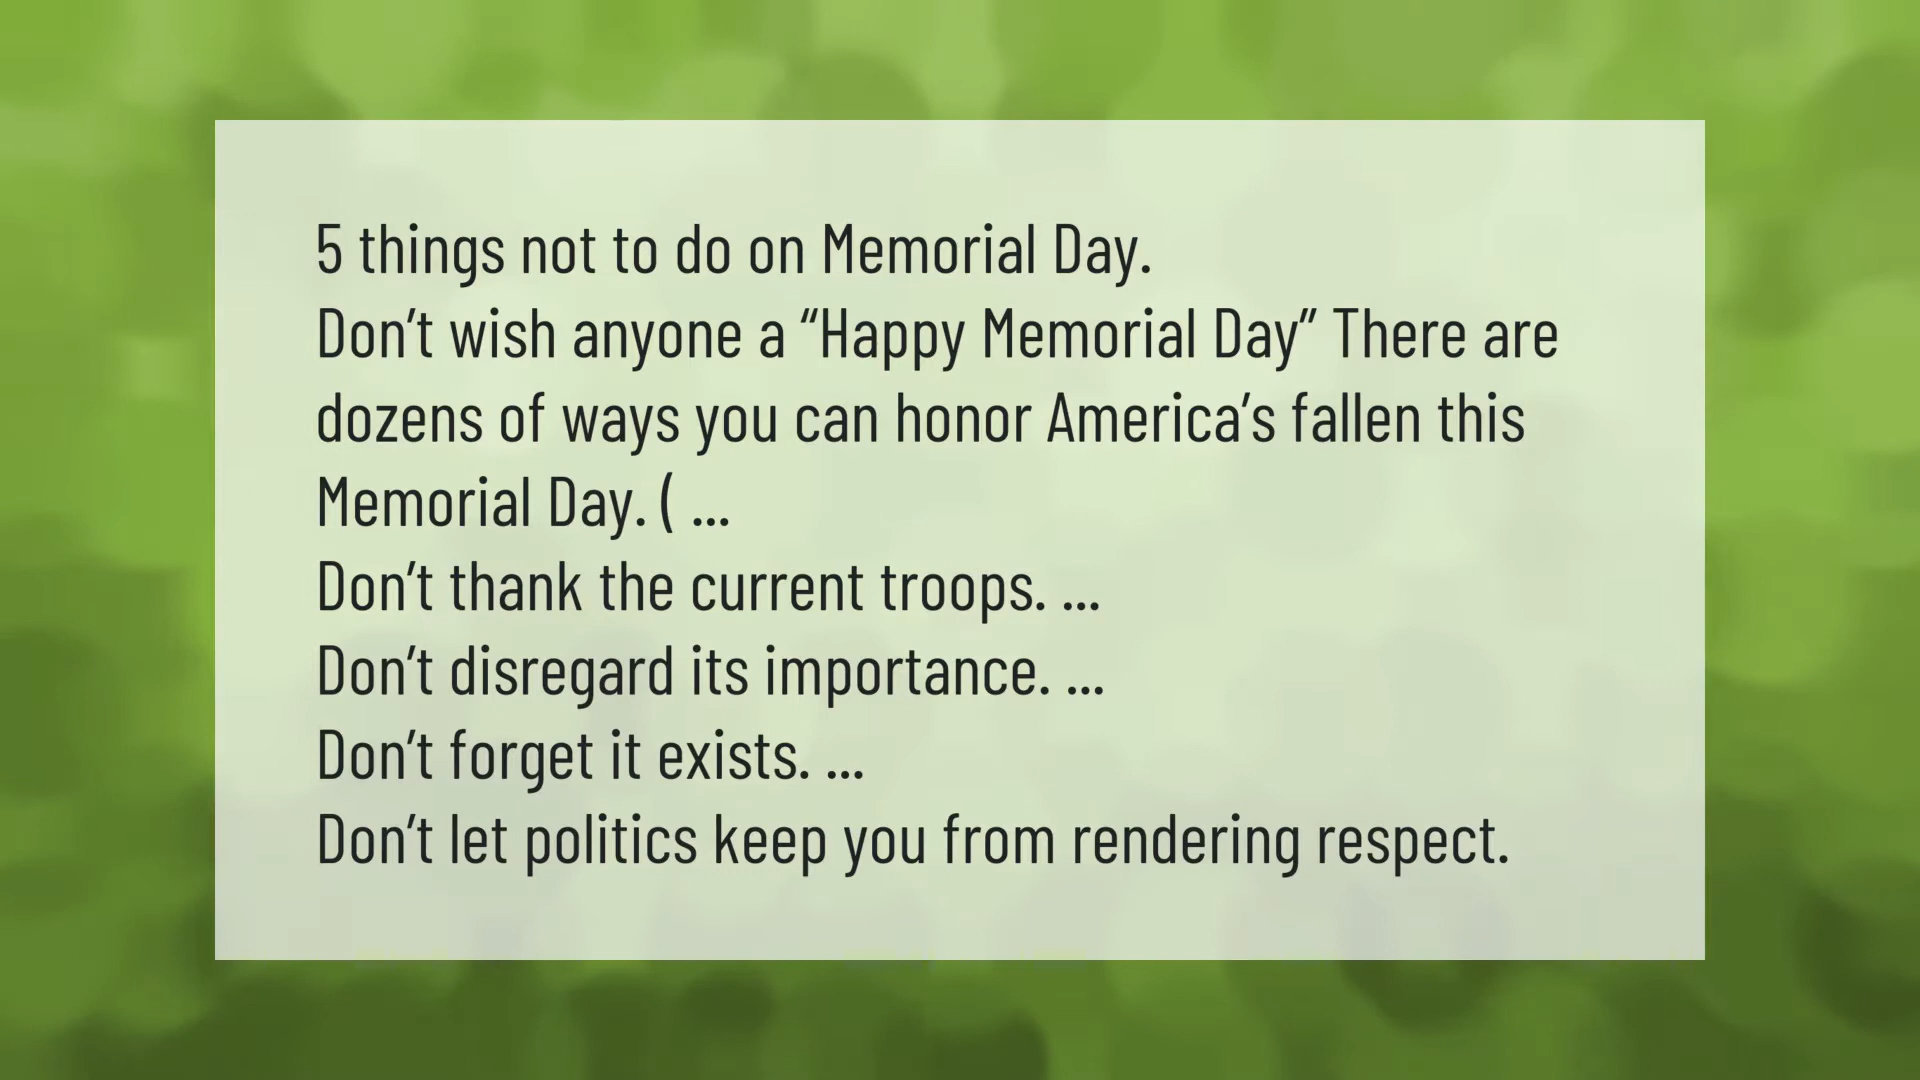 5 things not to do on Memorial Day.
Don’t wish anyone a “Happy Memorial Day” There are
dozens of ways you can honor America’s fallen this
Memorial Day. ( ...
Don’t thank the current troops. ...
Don’t disregard its importance. ...
Don’t forget it exists. ...
Don’t let politics keep you from rendering respect.